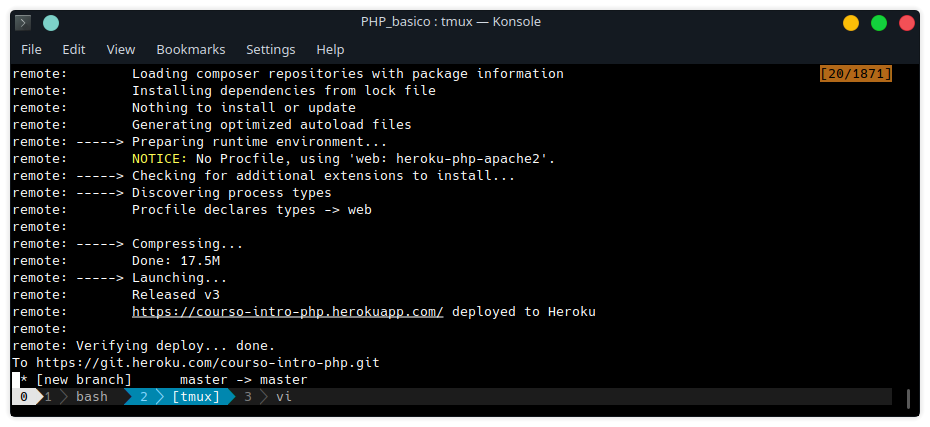 PHP_basico : tmux — Konsole
File Edit View Bookmarks Settings Help
remote:        Loading composer repositories with package information [20/1871]
remote:        Installing dependencies from lock file
remote:        Nothing to install or update
remote:        Generating optimized autoload files
remote: -----> Preparing runtime environment...
remote:        NOTICE: No Procfile, using 'web: heroku-php-apache2'.
remote: -----> Checking for additional extensions to install...
remote: -----> Discovering process types
remote:        Procfile declares types -> web
remote:
remote: -----> Compressing...
remote:        Done: 17.5M
remote: -----> Launching...
remote:        Released v3
remote:        https://courso-intro-php.herokuapp.com/ deployed to Heroku
remote:
remote: Verifying deploy... done.
To https://git.heroku.com/courso-intro-php.git
 * [new branch]      master -> master
0 1 bash 2 [tmux] 3 vi